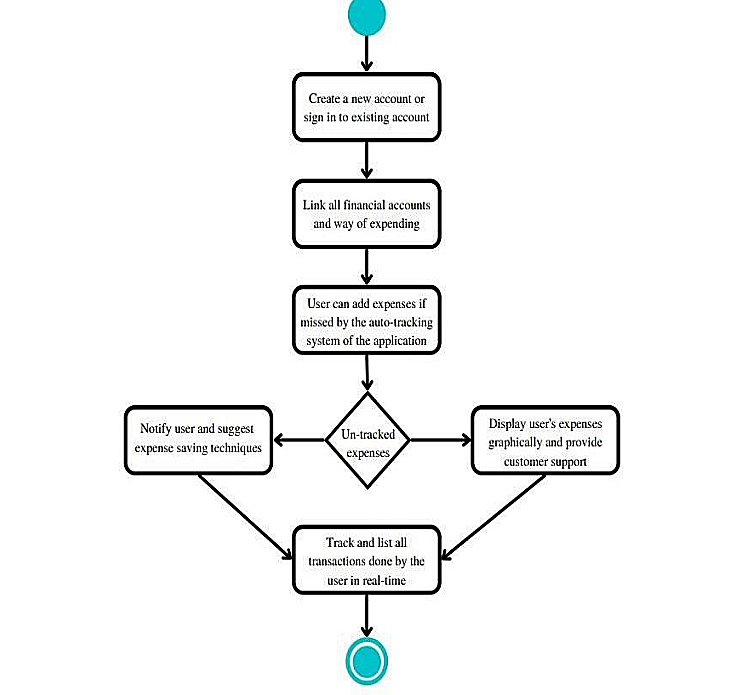 Create a new account or
sign in to existing account
Link all financial accounts
and way of expending
User can add expenses if
missed by the auto-tracking
system of the application
Notify user and suggest
expense saving techniques
Un-tracked
expenses
Display user's expenses
graphically and provide
customer support
Track and list all
transactions done by the
user in real-time